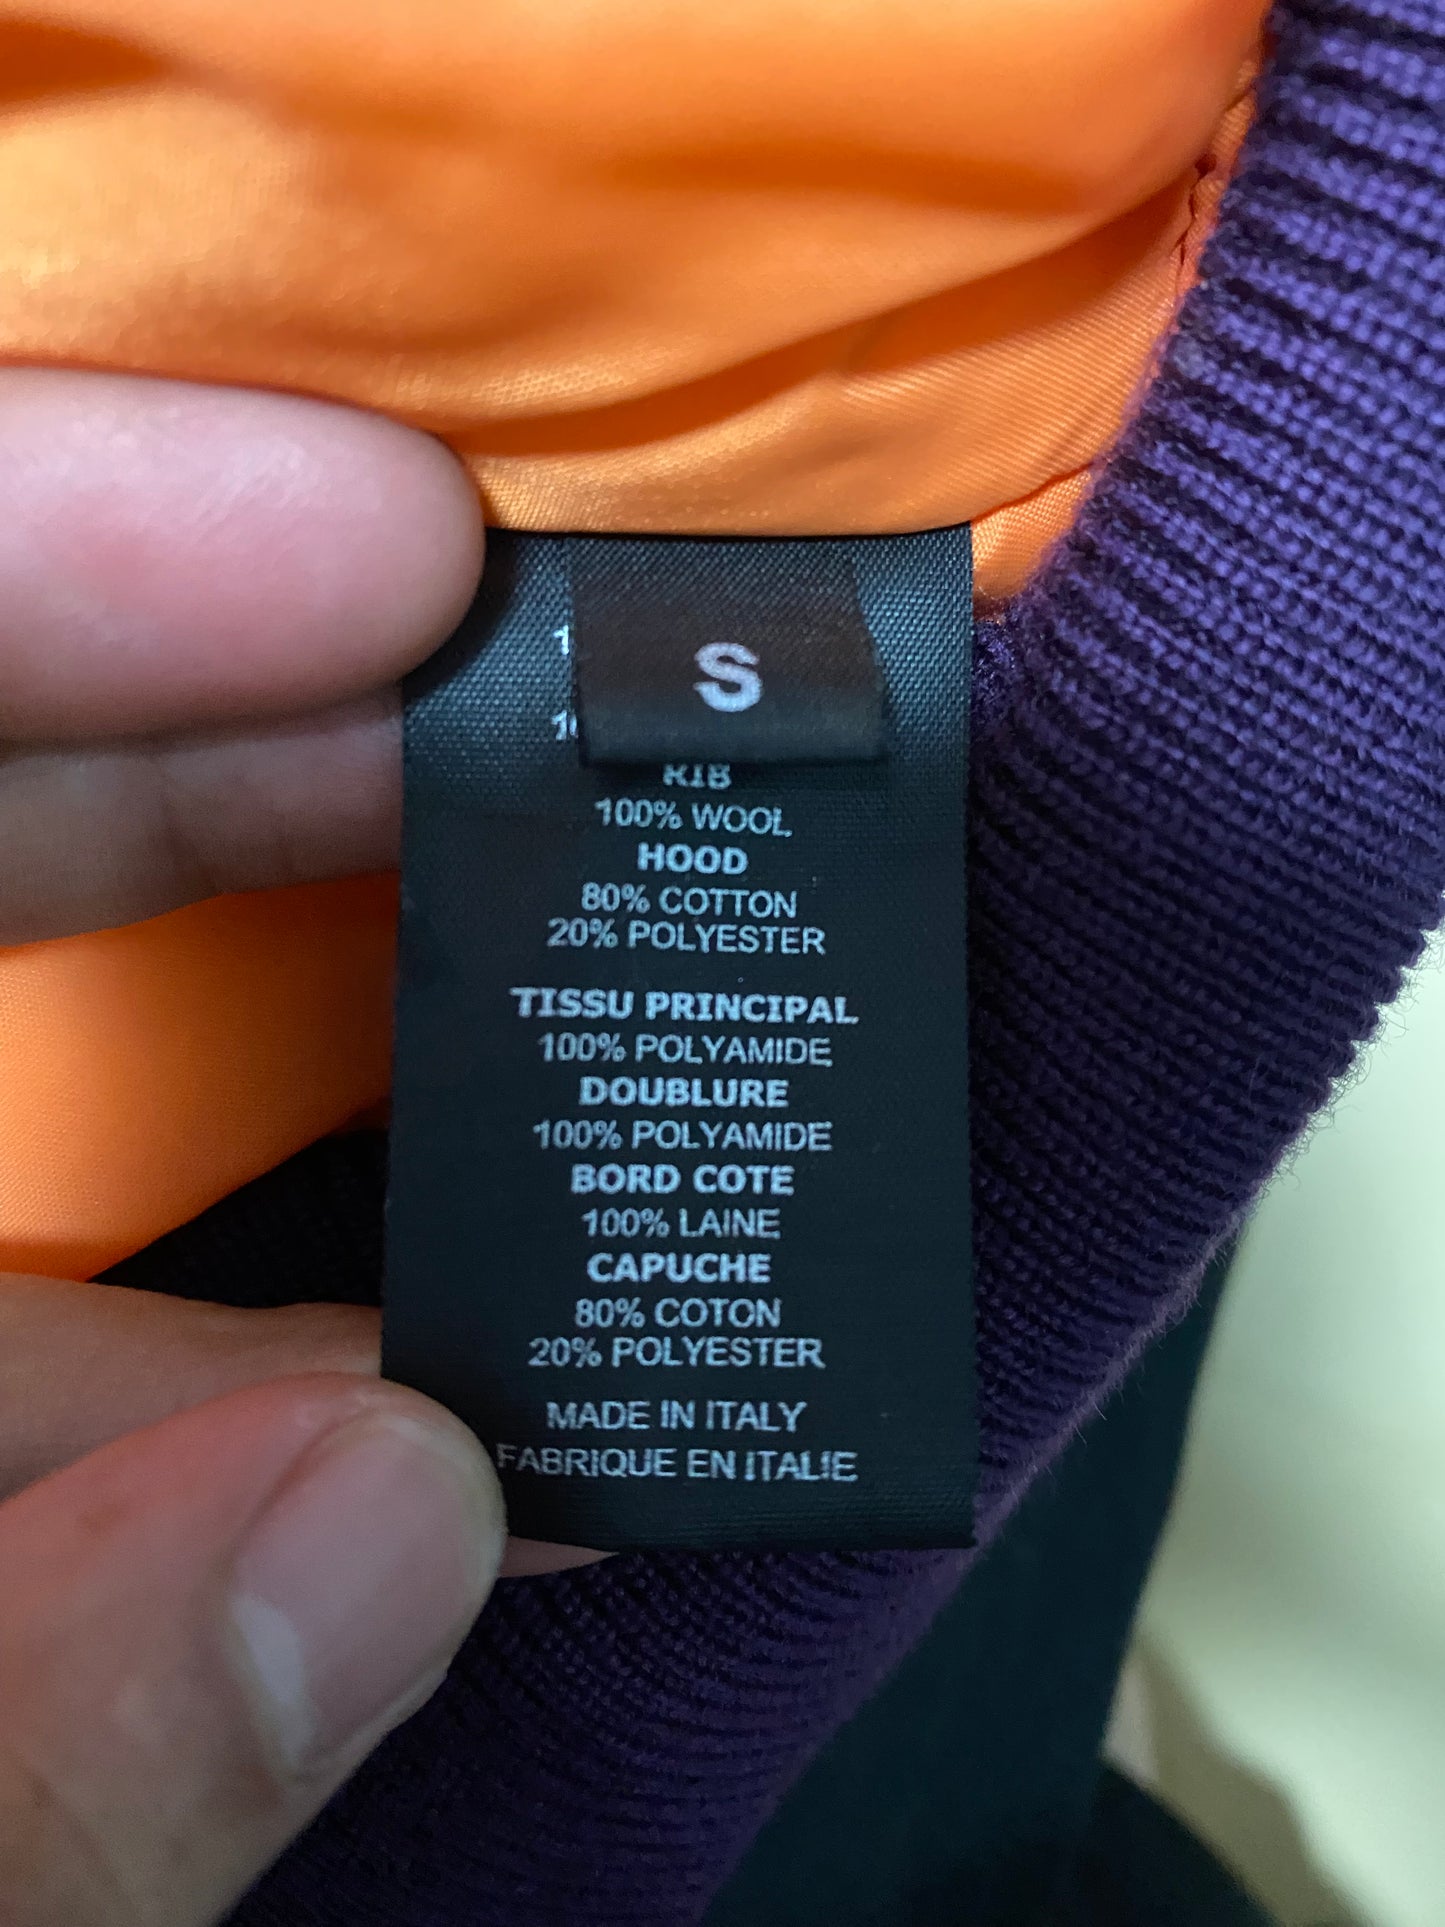 S
RIB
100% WOOL
HOOD
80% COTTON
20% POLYESTER
TISSU PRINCIPAL
100% POLYAMIDE
DOUBLURE
100% POLYAMIDE
BORD COTE
100% LAINE
CAPUCHE
80% COTON
20% POLYESTER
MADE IN ITALY
FABRIQUE EN ITALIE